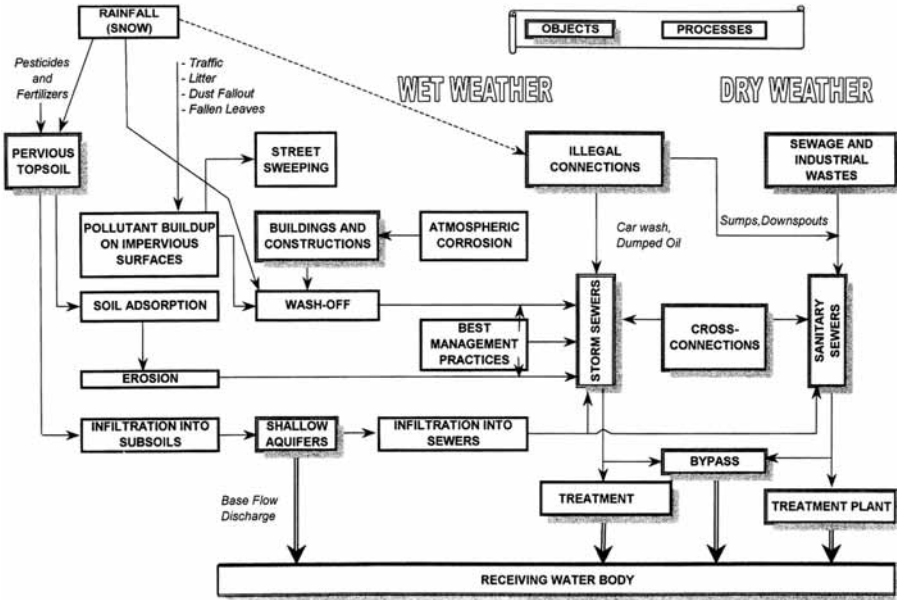 RAINFALL
(SNOW)
OBJECTS
PROCESSES
Pesticides
and
Fertilizers
- Traffic
- Litter
- Dust Fallout
- Fallen Leaves
WET WEATHER
DRY WEATHER
PERVIOUS
TOPSOIL
STREET
SWEEPING
ILLEGAL
CONNECTIONS
SEWAGE AND
INDUSTRIAL
WASTES
POLLUTANT BUILDUP
ON IMPERVIOUS
SURFACES
BUILDINGS AND
CONSTRUCTIONS
ATMOSPHERIC
CORROSION
Car wash,
Dumped Oil
Sumps,Downspouts
SOIL ADSORPTION
WASH-OFF
BEST
MANAGEMENT
PRACTICES
STORM SEWERS
CROSS-
CONNECTIONS
SANITARY
SEWERS
EROSION
INFILTRATION INTO
SUBSOILS
SHALLOW
AQUIFERS
INFILTRATION INTO
SEWERS
BYPASS
Base Flow
Discharge
TREATMENT
TREATMENT PLANT
RECEIVING WATER BODY